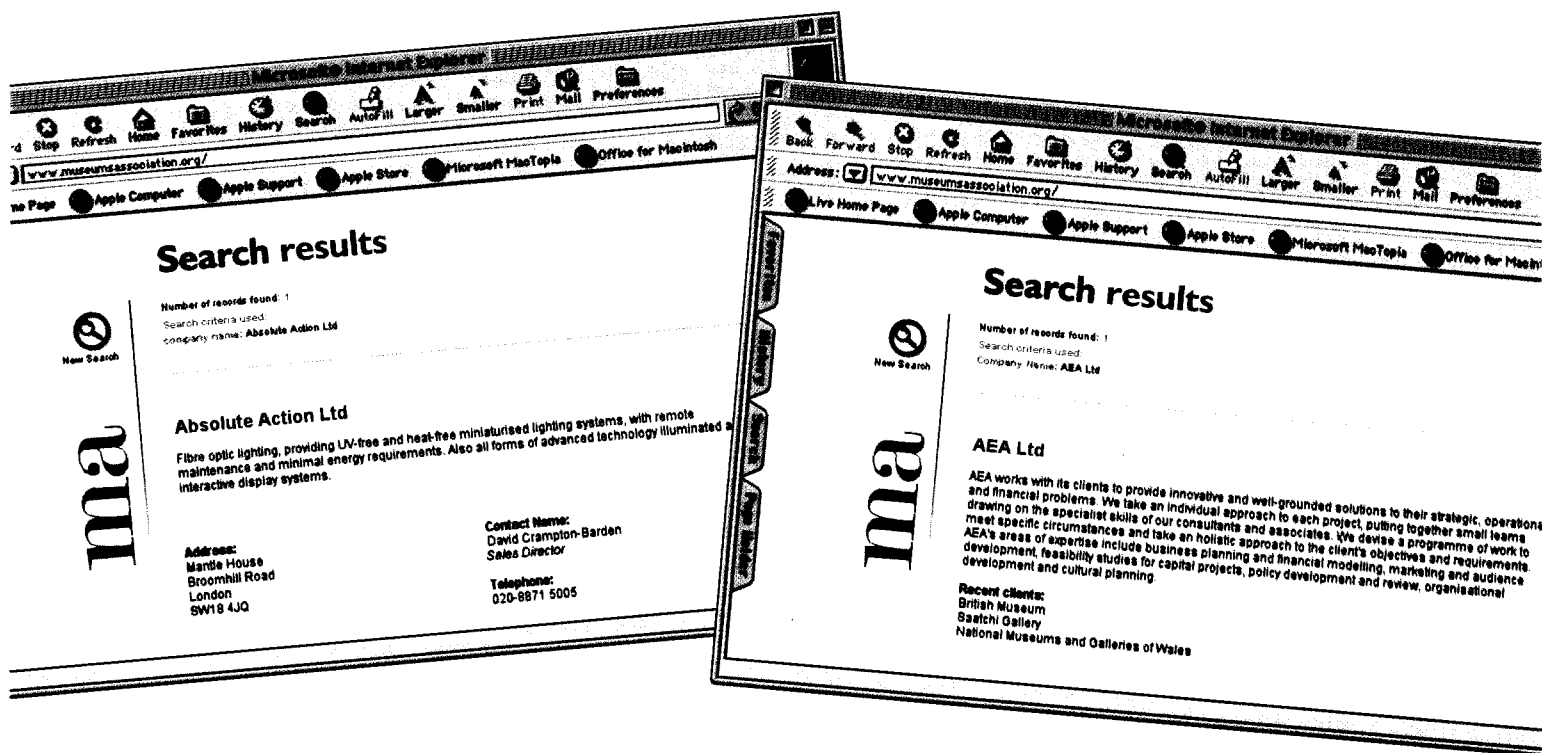 Microsoft® Internet Explorer
d Stop Refresh Home Favorites History Search AutoFill Larger Smaller Print Mail Preferences
www.museumsassociation.org/
me Page Apple Computer Apple Support Apple Store Microsoft MacTopia Office for Macintosh
Search results
New Search
Number of records found: 1
Search criteria used:
company name: Absolute Action Ltd
ma
Absolute Action Ltd
Fibre optic lighting, providing UV-free and heat-free miniaturised lighting systems, with remote
maintenance and minimal energy requirements. Also all forms of advanced technology illuminated a
interactive display systems.
Address:
Mantle House
Broomhill Road
London
SW18 4JQ
Contact Name:
David Crampton-Barden
Sales Director
Telephone:
020-8871 5005
Microsoft® Internet Explorer
Back Forward Stop Refresh Home Favorites History Search AutoFill Larger Smaller Print Mail Preferences
Address: www.museumsassociation.org/
Live Home Page Apple Computer Apple Support Apple Store Microsoft MacTopia Office for Macint
Favorites
History
Search
Page Holder
Search results
New Search
Number of records found: 1
Search criteria used:
Company Name: AEA Ltd
ma
AEA Ltd
AEA works with its clients to provide innovative and well-grounded solutions to their strategic, operationa
and financial problems. We take an individual approach to each project, putting together small teams
drawing on the specialist skills of our consultants and associates. We devise a programme of work to
meet specific circumstances and take an holistic approach to the client's objectives and requirements.
AEA's areas of expertise include business planning and financial modelling, marketing and audience
development, feasibility studies for capital projects, policy development and review, organisational
development and cultural planning.
Recent clients:
British Museum
Saatchi Gallery
National Museums and Galleries of Wales